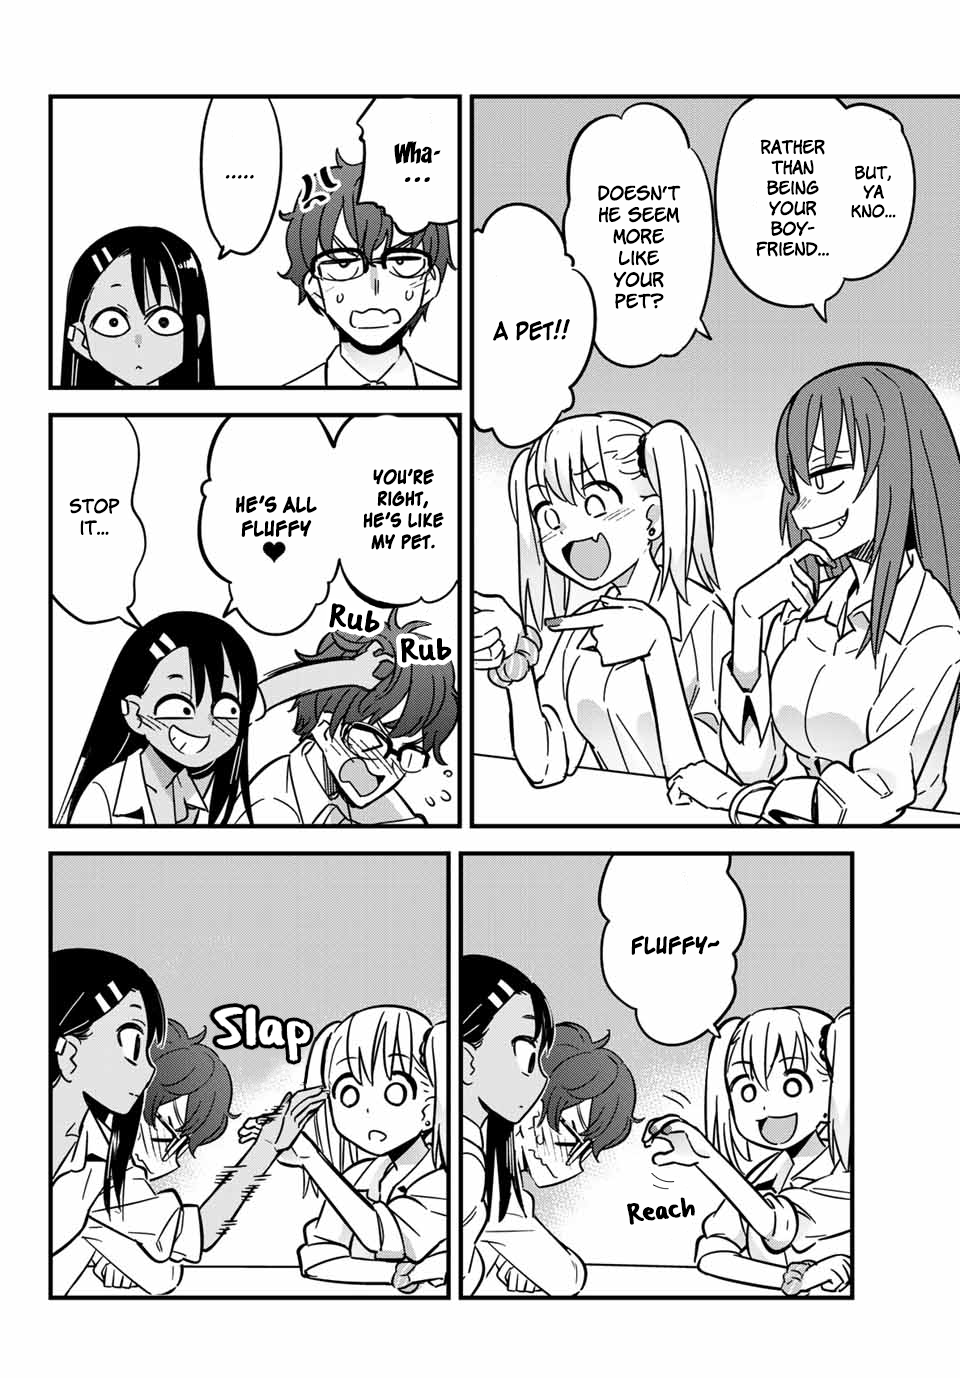 BUT,
YA
KNO...
RATHER
THAN
BEING
YOUR
BOY-
FRIEND...
DOESN'T
HE SEEM
MORE
LIKE
YOUR
PET?
A PET!!
Wha-
...
.....
YOU'RE
RIGHT,
HE'S LIKE
MY PET.
HE'S ALL
FLUFFY
♥
STOP
IT...
Rub
Rub
FLUFFY~
Reach
Slap